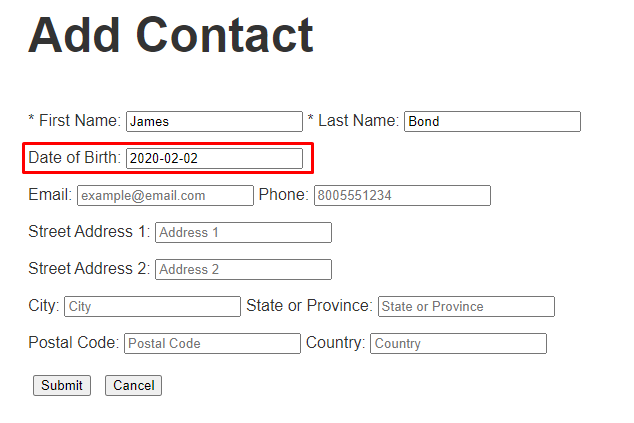 Add Contact
* First Name: James * Last Name: Bond
Date of Birth: 2020-02-02
Email: example@email.com Phone: 8005551234
Street Address 1: Address 1
Street Address 2: Address 2
City: City State or Province: State or Province
Postal Code: Postal Code Country: Country
Submit Cancel